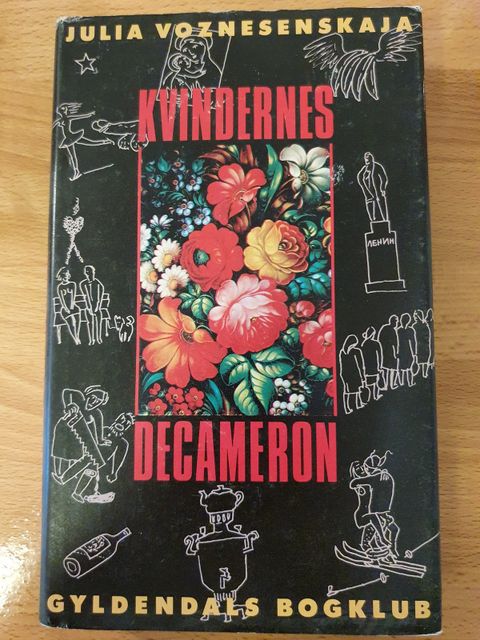 JULIA VOZNESENSKAJA
KVINDERNES
ЛЕНИН
DECAMERON
GYLDENDALS BOGKLUB